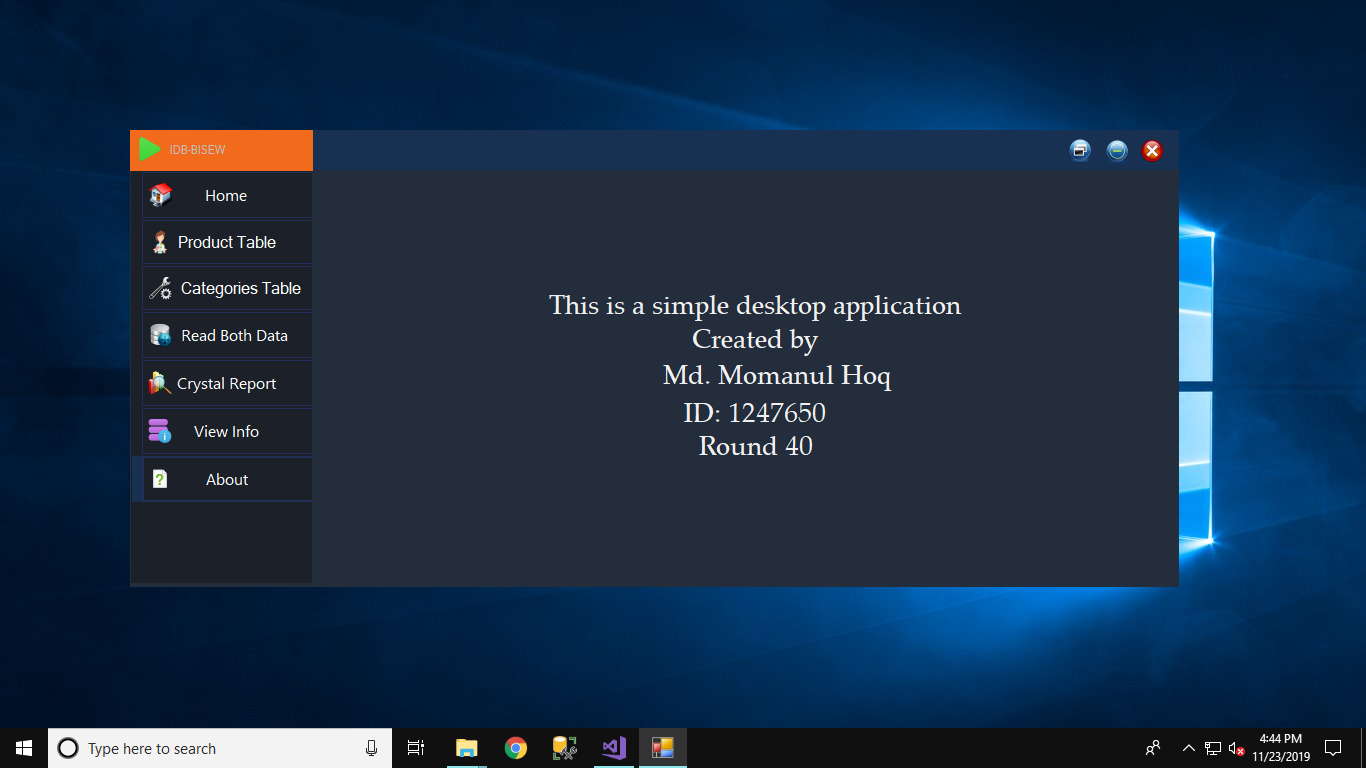 IDB-BISEW
Home
Product Table
Categories Table
Read Both Data
Crystal Report
View Info
About
This is a simple desktop application
Created by
Md. Momanul Hoq
ID: 1247650
Round 40
Type here to search
4:44 PM
11/23/2019